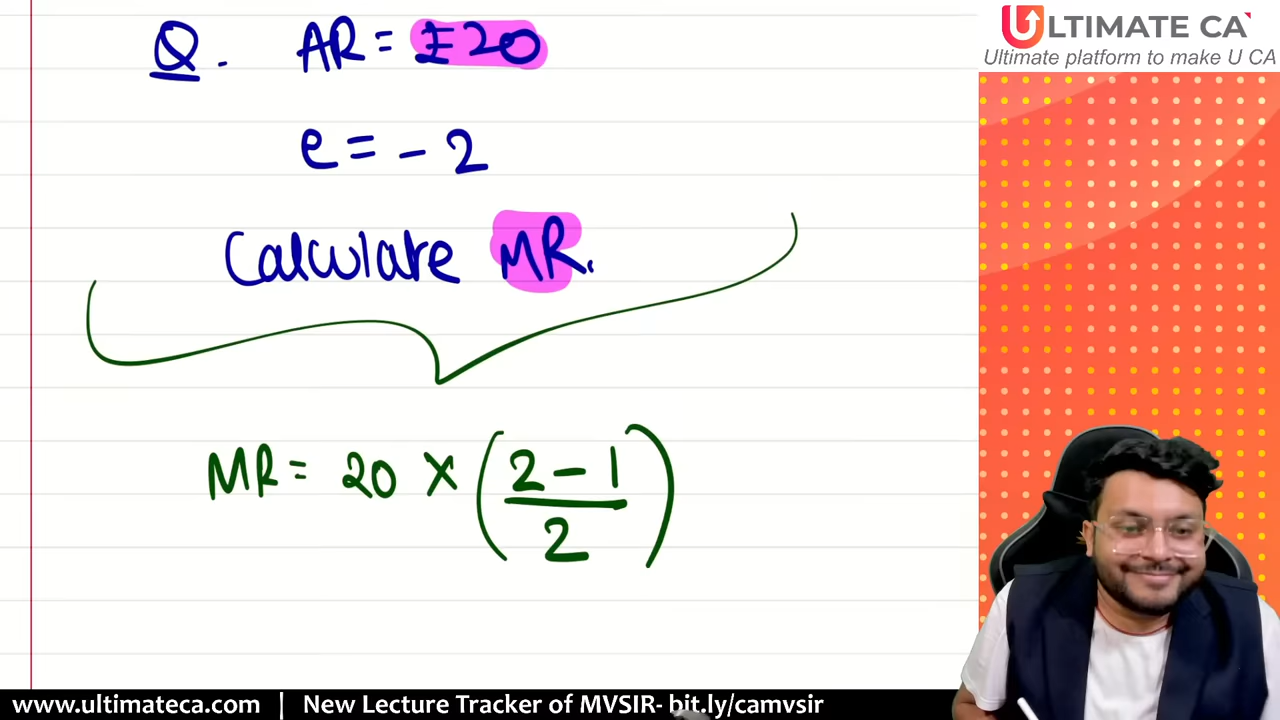 Q. AR = ₹20
ULTIMATE CA
Ultimate platform to make U CA
e = - 2
Calculate MR.
MR = 20 × (2 - 1 / 2)
www.ultimateca.com | New Lecture Tracker of MVSIR- bit.ly/camvsir